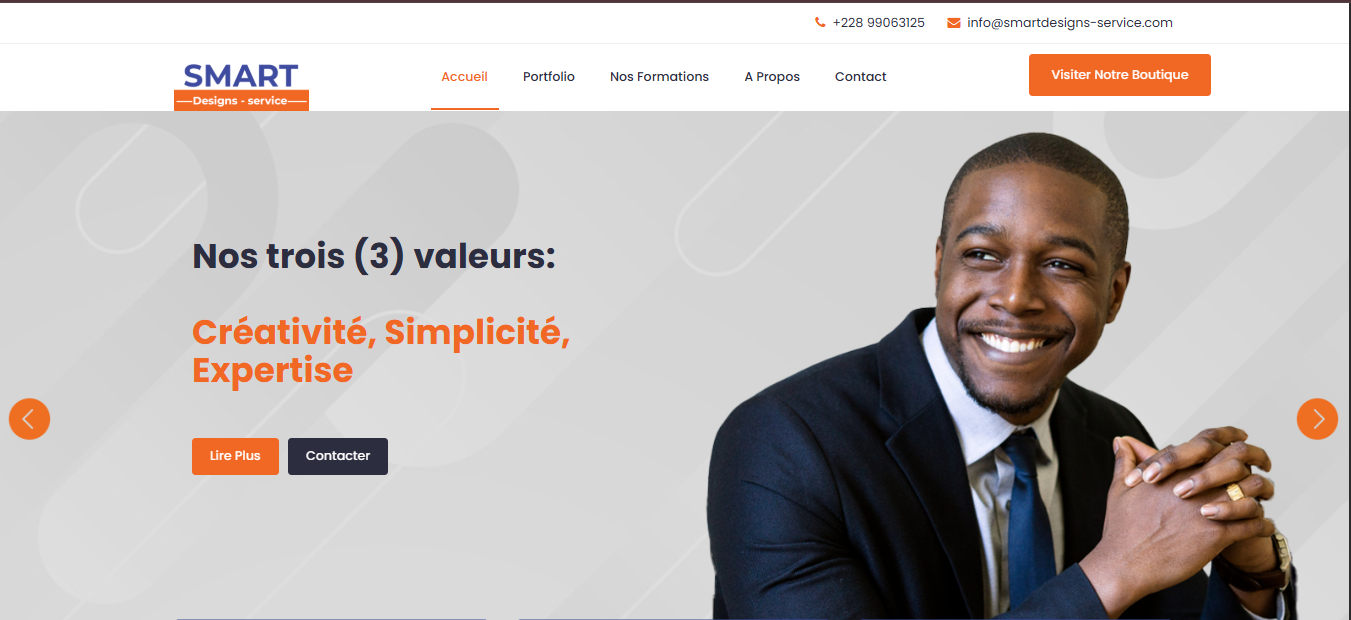 +228 99063125 info@smartdesigns-service.com
SMART
Designs - service
Accueil Portfolio Nos Formations A Propos Contact
Visiter Notre Boutique
Nos trois (3) valeurs:
Créativité, Simplicité,
Expertise
Lire Plus Contacter